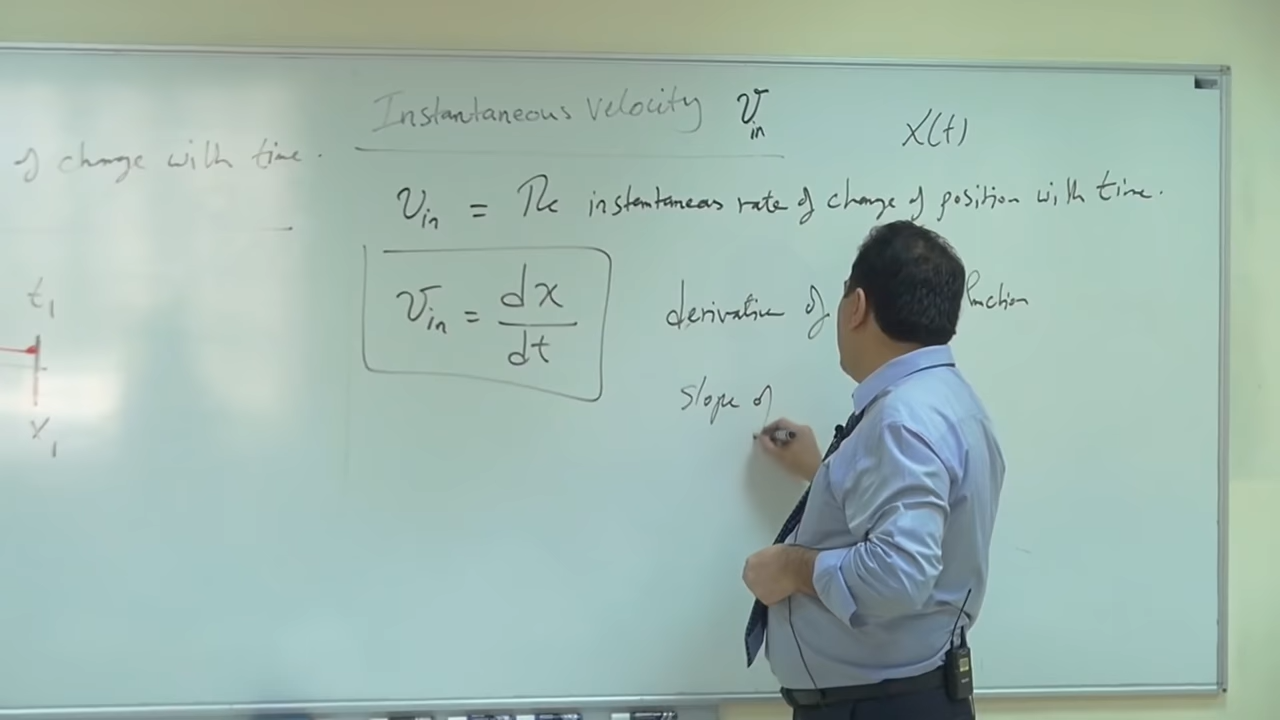 of change with time.
t₁
x₁
Instantaneous velocity v_in
x(t)
v_in = The instantaneous rate of change of position with time.
v_in = dx/dt
derivative of
slope of